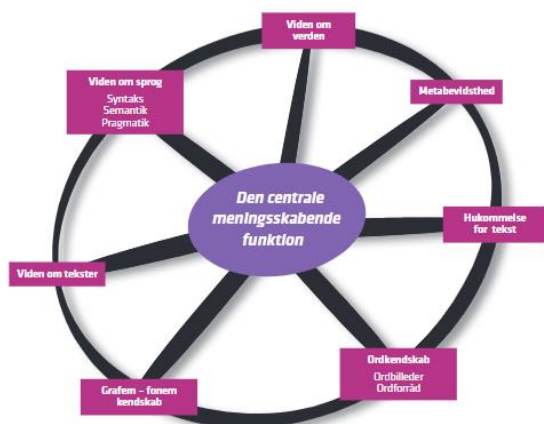 Viden om
verden
Viden om sprog
Syntaks
Semantik
Pragmatik
Metabevidsthed
Den centrale
meningsskabende
funktion
Hukommelse
for tekst
Viden om tekster
Ordkendskab
Ordbilleder
Ordforråd
Grafem – fonem
kendskab